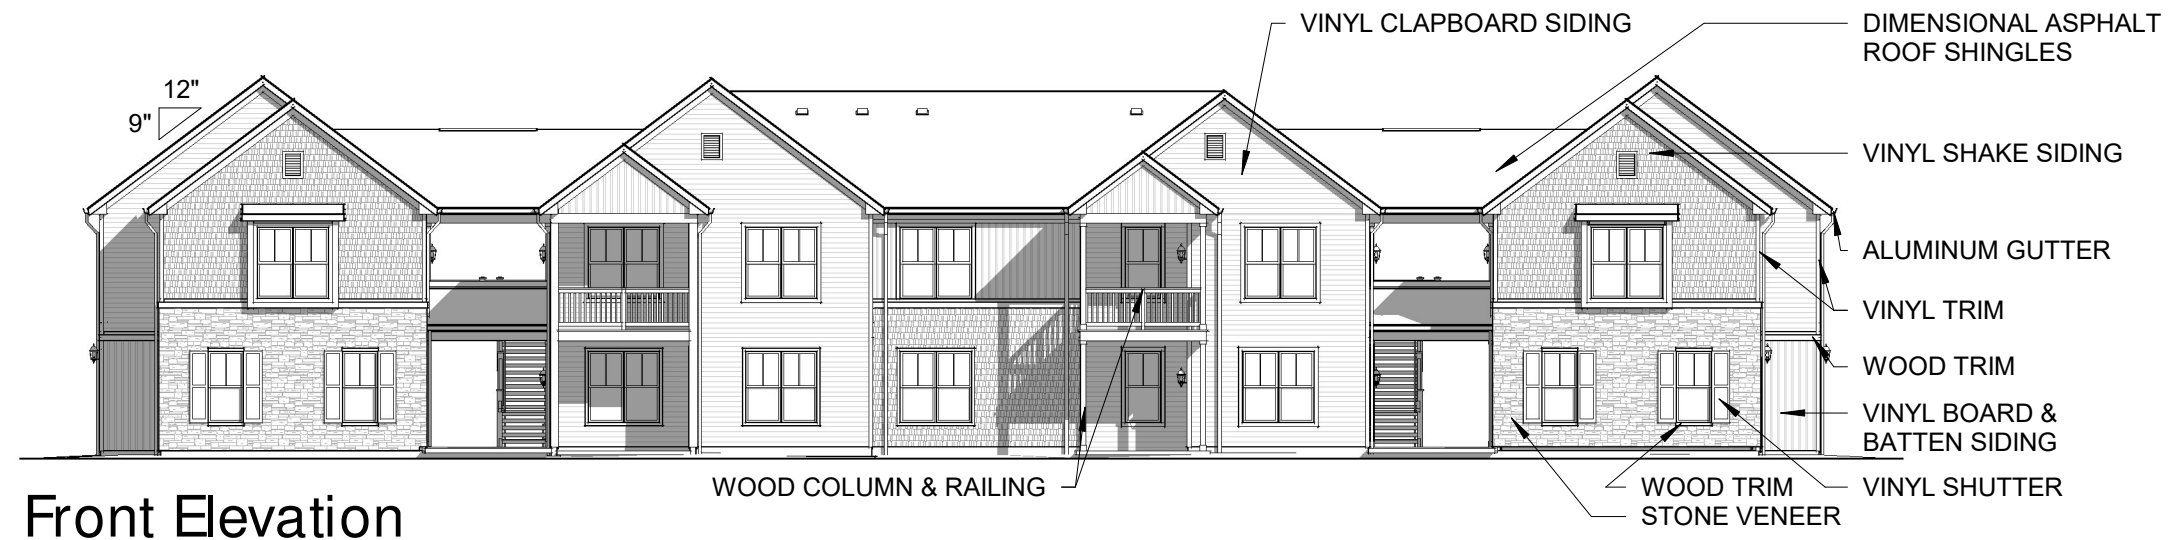 VINYL CLAPBOARD SIDING
DIMENSIONAL ASPHALT
ROOF SHINGLES
12"
9"
VINYL SHAKE SIDING
ALUMINUM GUTTER
VINYL TRIM
WOOD TRIM
VINYL BOARD &
BATTEN SIDING
WOOD COLUMN & RAILING
WOOD TRIM
STONE VENEER
VINYL SHUTTER
Front Elevation